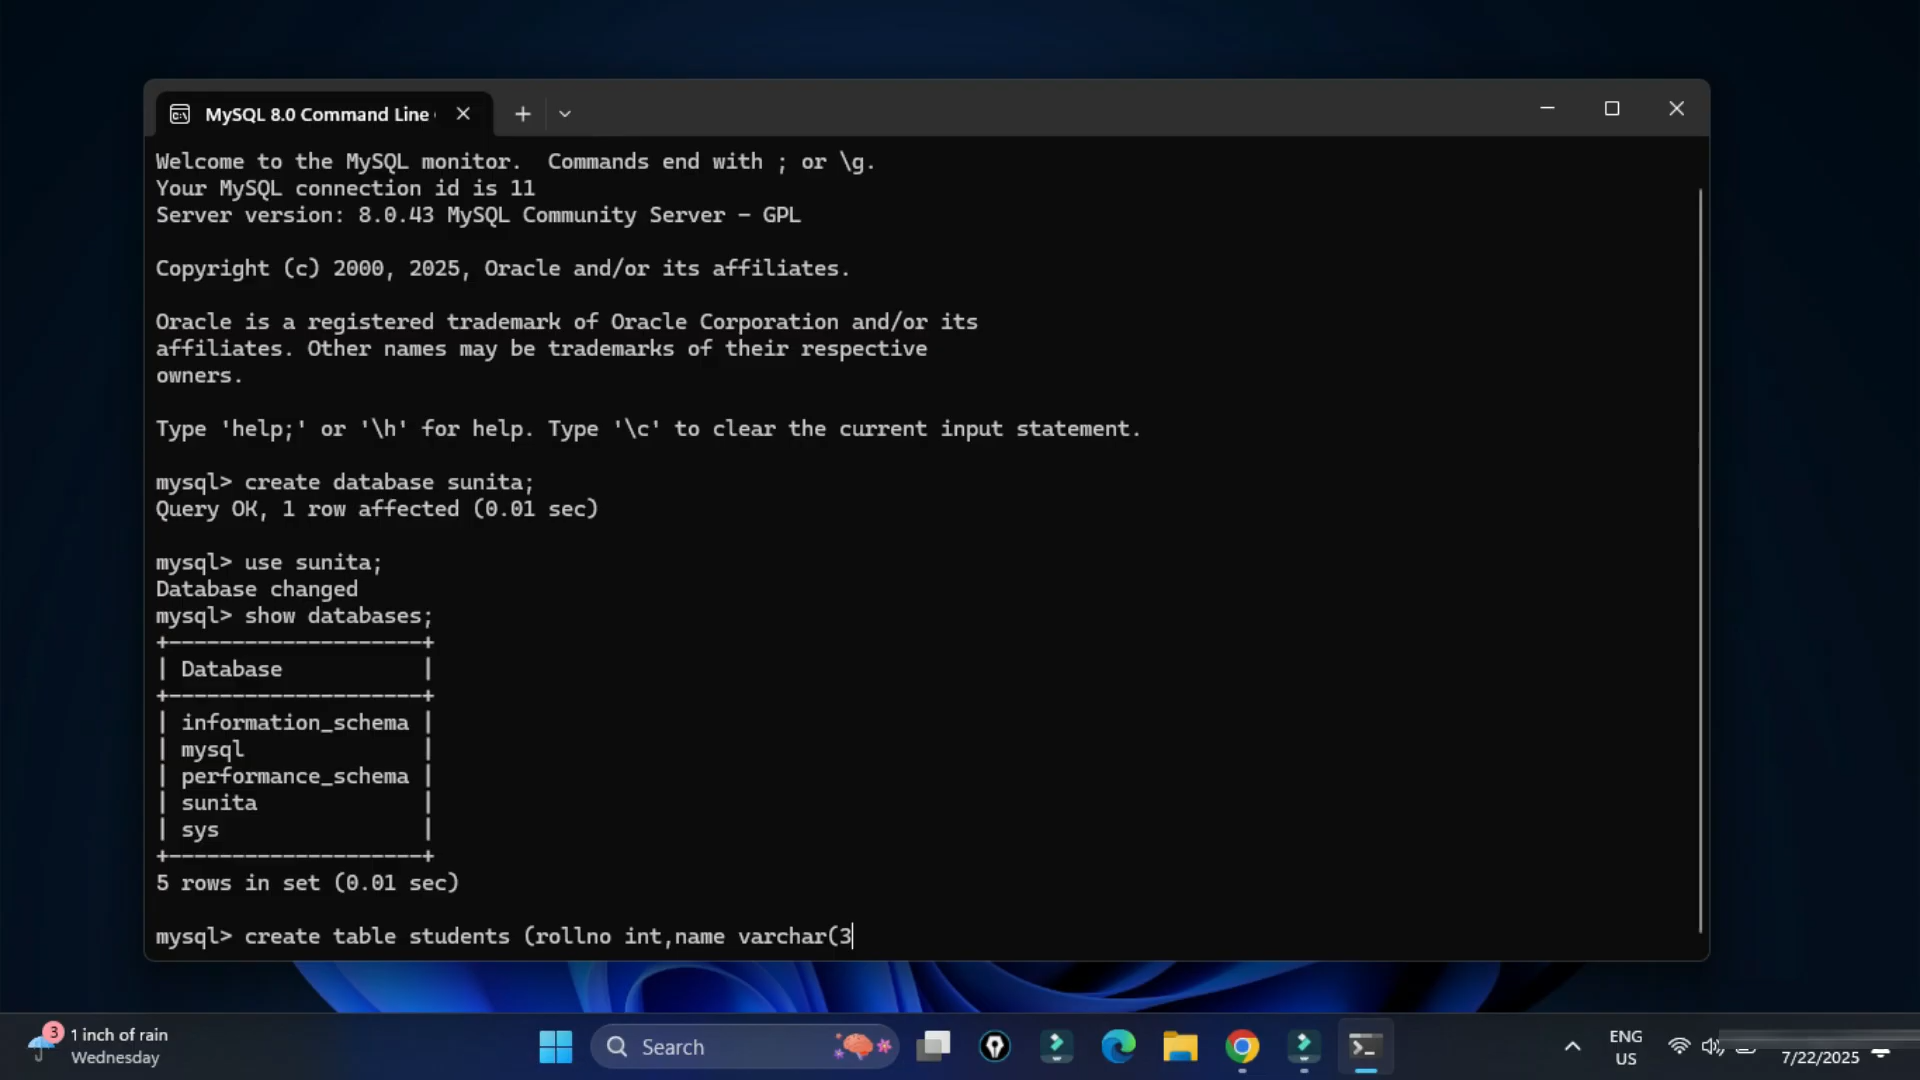 MySQL 8.0 Command Line
Welcome to the MySQL monitor.  Commands end with ; or \g.
Your MySQL connection id is 11
Server version: 8.0.43 MySQL Community Server - GPL
Copyright (c) 2000, 2025, Oracle and/or its affiliates.
Oracle is a registered trademark of Oracle Corporation and/or its
affiliates. Other names may be trademarks of their respective
owners.
Type 'help;' or '\h' for help. Type '\c' to clear the current input statement.
mysql> create database sunita;
Query OK, 1 row affected (0.01 sec)
mysql> use sunita;
Database changed
mysql> show databases;
+--------------------+
| Database           |
+--------------------+
| information_schema |
| mysql              |
| performance_schema |
| sunita             |
| sys                |
+--------------------+
5 rows in set (0.01 sec)
mysql> create table students (rollno int,name varchar(3
3
1 inch of rain
Wednesday
Search
ENG
US
7/22/2025